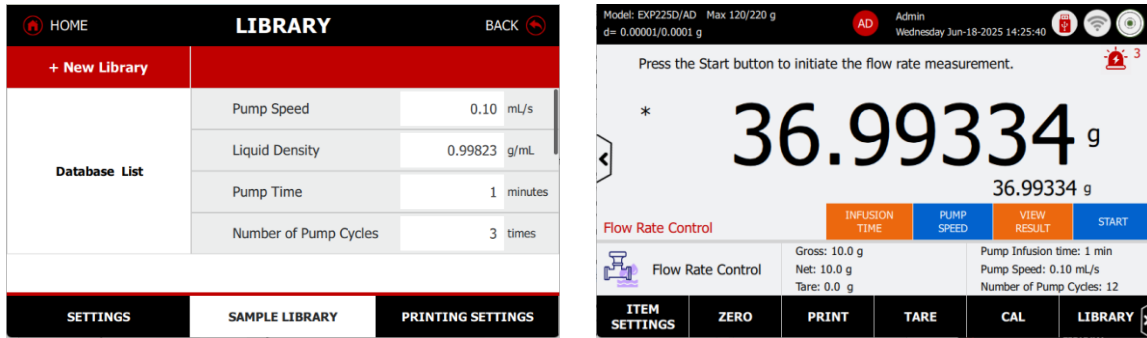 HOME LIBRARY BACK
+ New Library
Database List
Pump Speed 0.10 mL/s
Liquid Density 0.99823 g/mL
Pump Time 1 minutes
Number of Pump Cycles 3 times
SETTINGS SAMPLE LIBRARY PRINTING SETTINGS
Model: EXP225D/AD Max 120/220 g
d= 0.00001/0.0001 g
AD
Admin
Wednesday Jun-18-2025 14:25:40
Press the Start button to initiate the flow rate measurement.
3
* 36.99334 g
36.99334 g
Flow Rate Control
INFUSION
TIME
PUMP
SPEED
VIEW
RESULT
START
Flow Rate Control
Gross: 10.0 g
Net: 10.0 g
Tare: 0.0 g
Pump Infusion time: 1 min
Pump Speed: 0.10 mL/s
Number of Pump Cycles: 12
ITEM
SETTINGS
ZERO PRINT TARE CAL LIBRARY